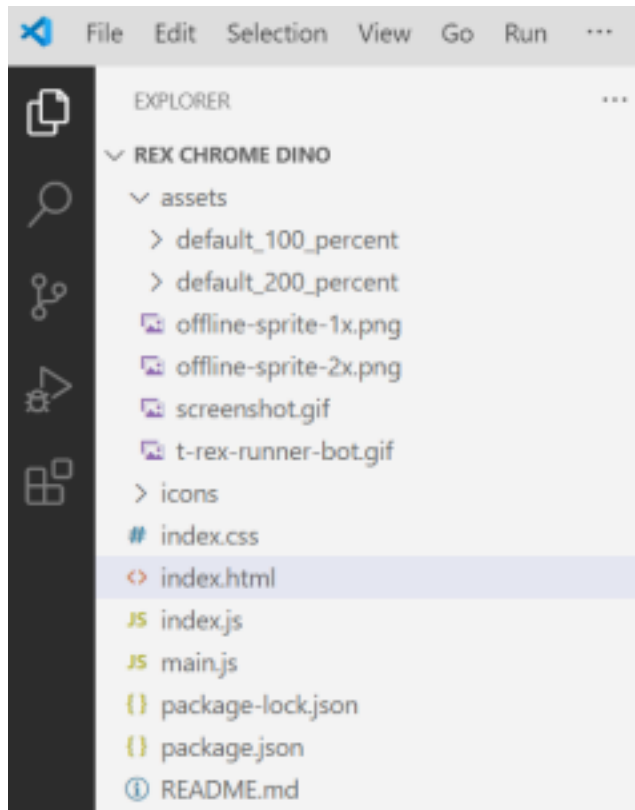 File Edit Selection View Go Run ...
EXPLORER ...
REX CHROME DINO
assets
default_100_percent
default_200_percent
offline-sprite-1x.png
offline-sprite-2x.png
screenshot.gif
t-rex-runner-bot.gif
icons
# index.css
<> index.html
JS index.js
JS main.js
{} package-lock.json
{} package.json
README.md